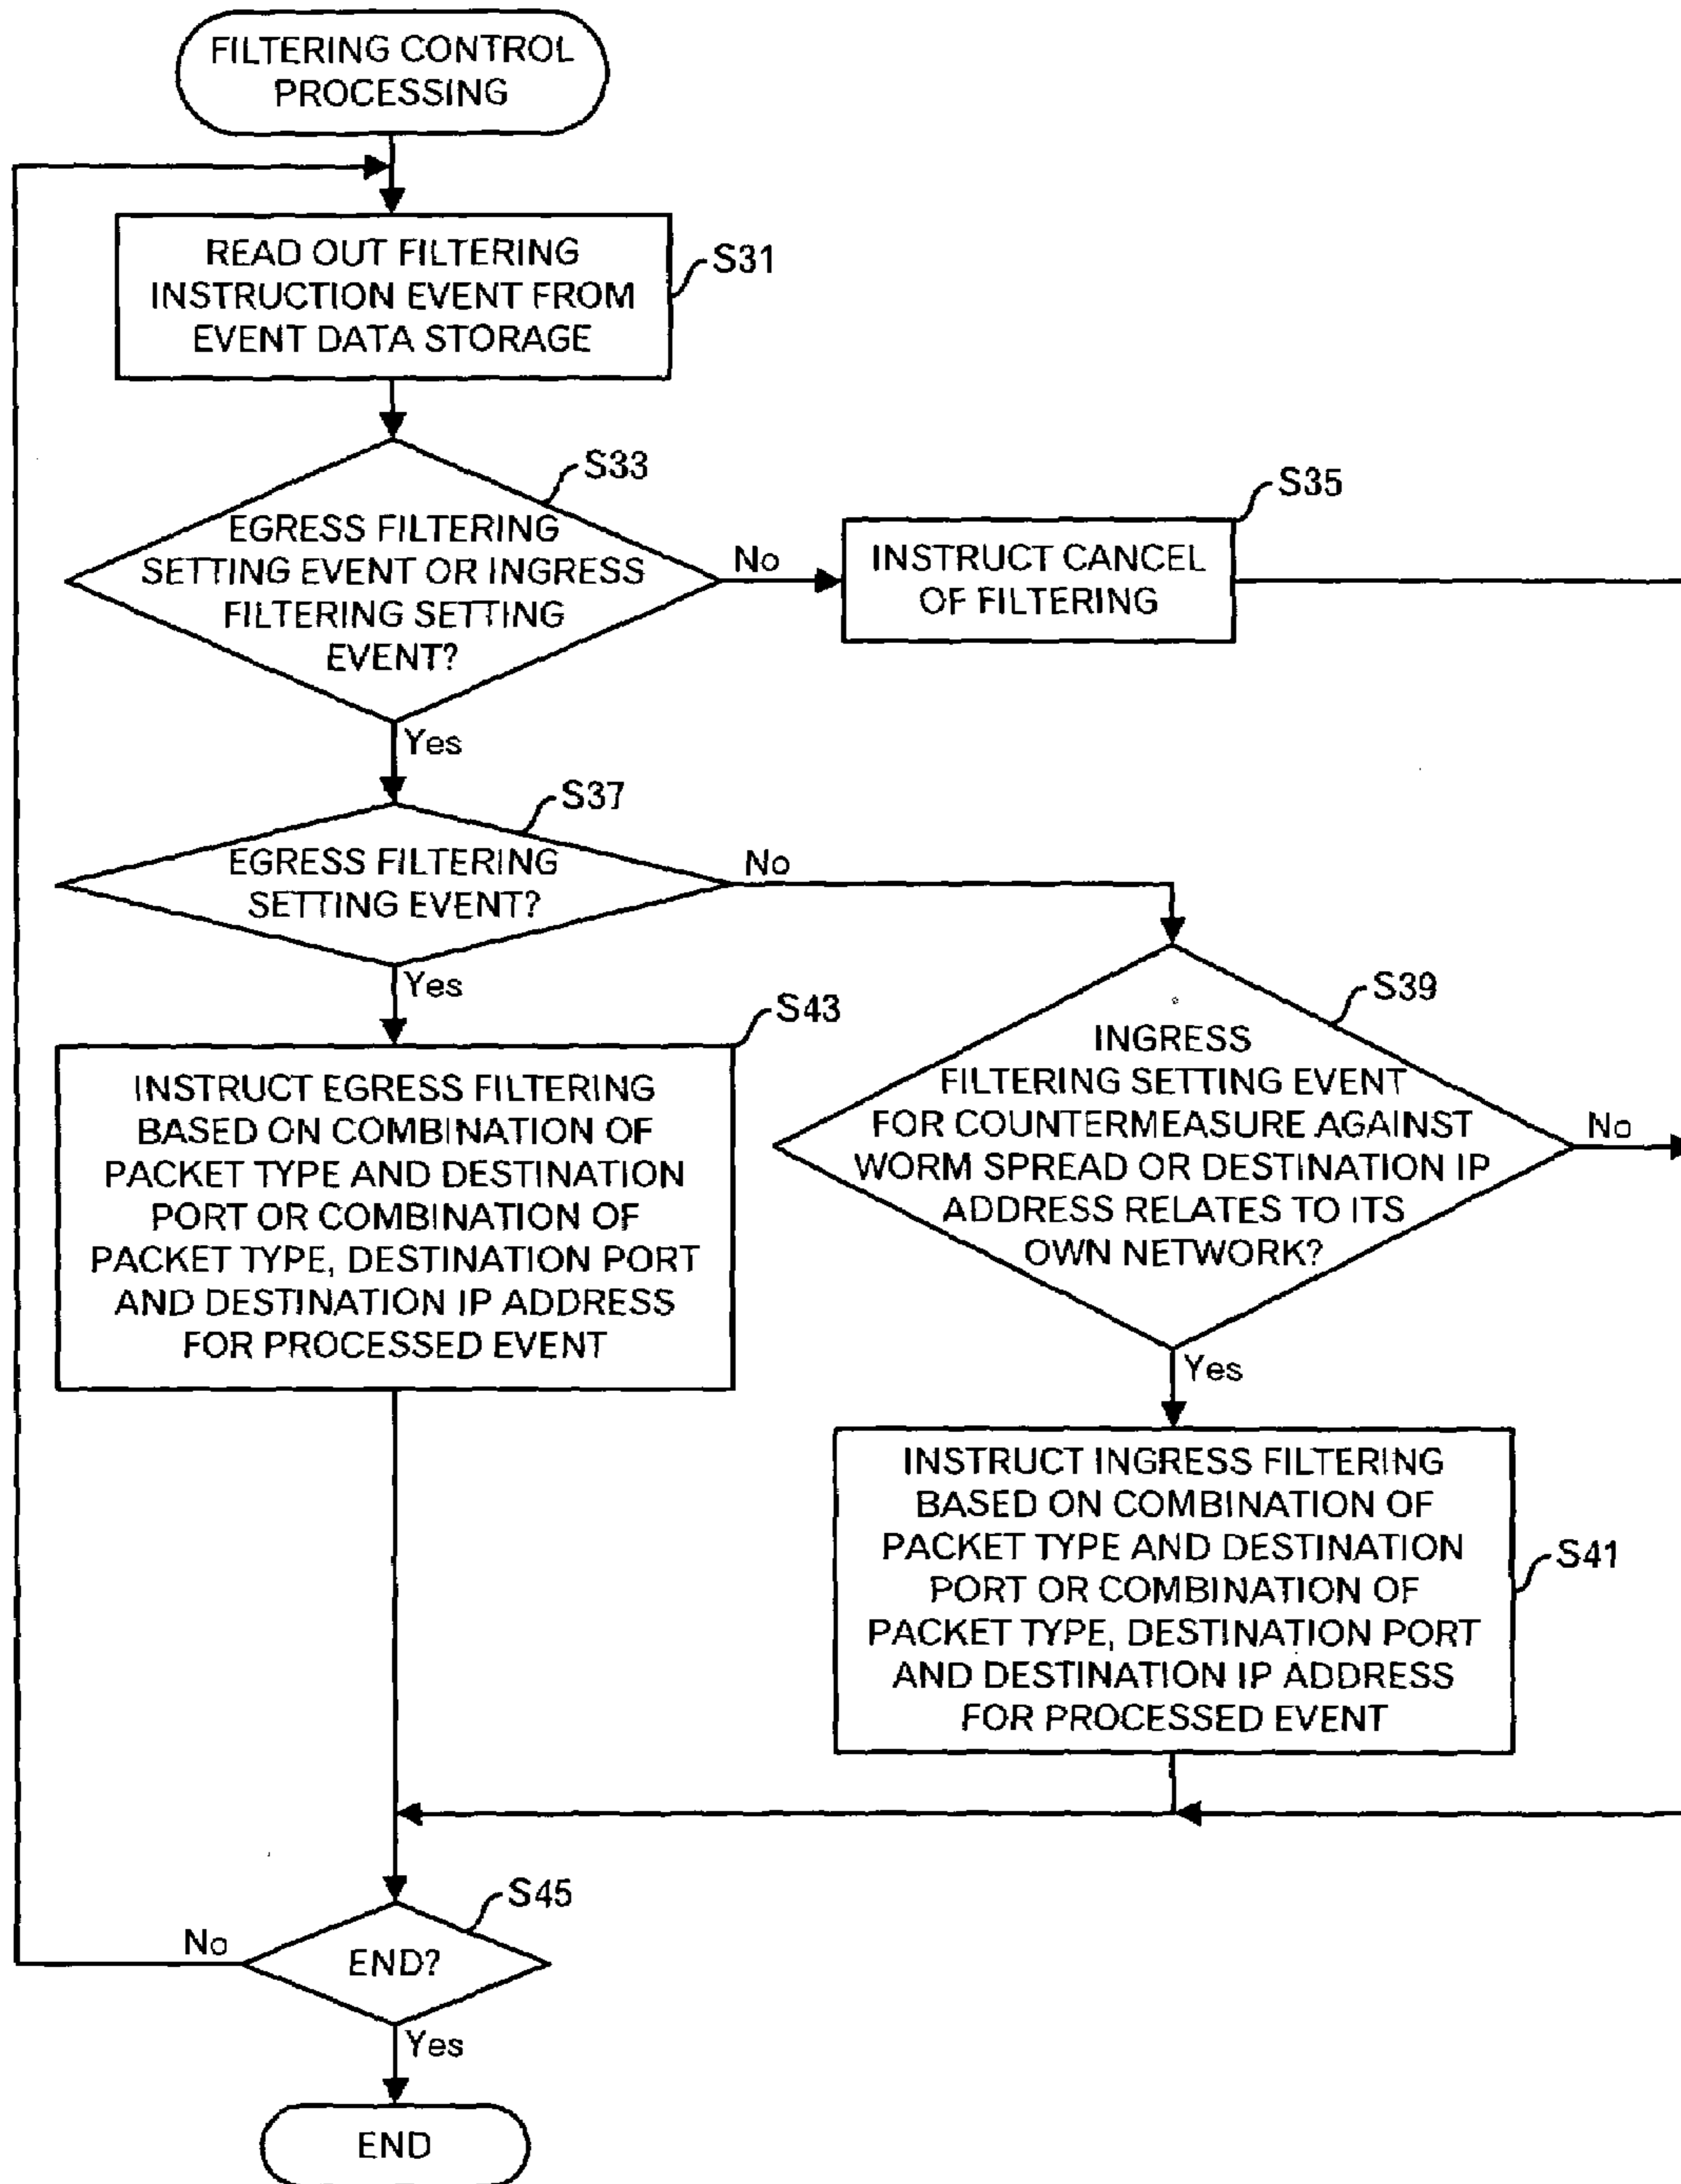 FILTERING CONTROL
PROCESSING
READ OUT FILTERING
INSTRUCTION EVENT FROM
EVENT DATA STORAGE
S31
S33
EGRESS FILTERING
SETTING EVENT OR INGRESS
FILTERING SETTING
EVENT?
No
S35
INSTRUCT CANCEL
OF FILTERING
Yes
S37
EGRESS FILTERING
SETTING EVENT?
No
Yes
S43
INSTRUCT EGRESS FILTERING
BASED ON COMBINATION OF
PACKET TYPE AND DESTINATION
PORT OR COMBINATION OF
PACKET TYPE, DESTINATION PORT
AND DESTINATION IP ADDRESS
FOR PROCESSED EVENT
S39
INGRESS
FILTERING SETTING EVENT
FOR COUNTERMEASURE AGAINST
WORM SPREAD OR DESTINATION IP
ADDRESS RELATES TO ITS
OWN NETWORK?
No
Yes
INSTRUCT INGRESS FILTERING
BASED ON COMBINATION OF
PACKET TYPE AND DESTINATION
PORT OR COMBINATION OF
PACKET TYPE, DESTINATION PORT
AND DESTINATION IP ADDRESS
FOR PROCESSED EVENT
S41
S45
END?
No
Yes
END